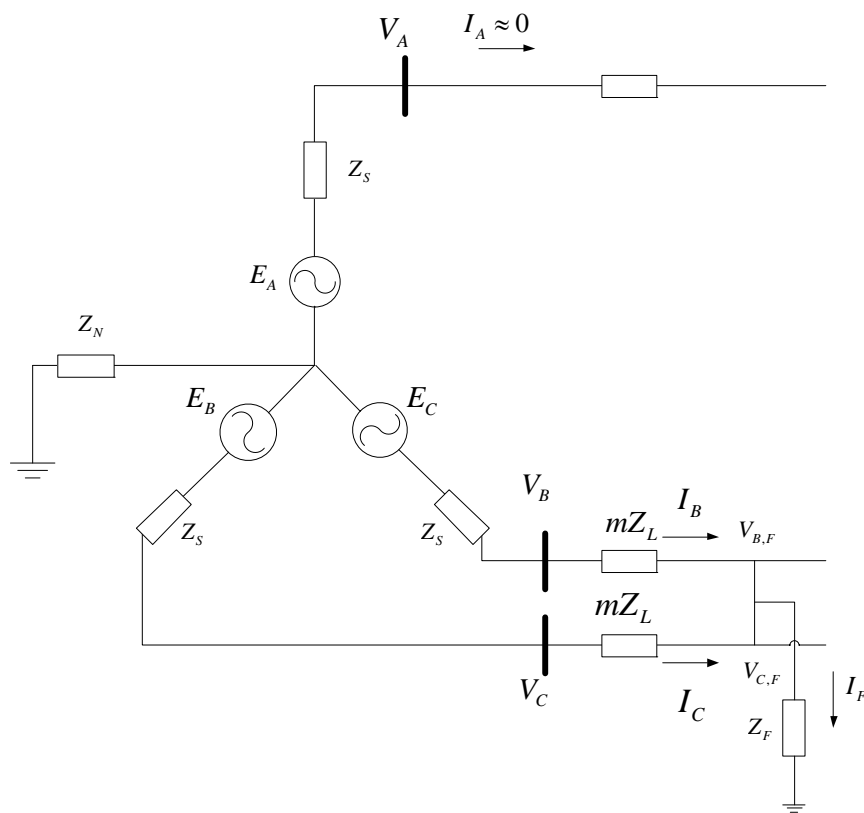 V_A
I_A ≈ 0
Z_S
E_A
Z_N
E_B
E_C
Z_S
Z_S
V_B
mZ_L
I_B
V_{B,F}
mZ_L
V_C
I_C
V_{C,F}
Z_F
I_F